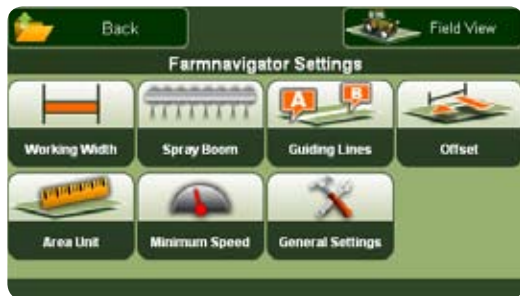 Back
Field View
Farmnavigator Settings
Working Width
Spray Boom
A
B
Guiding Lines
Offset
Area Unit
Minimum Speed
General Settings